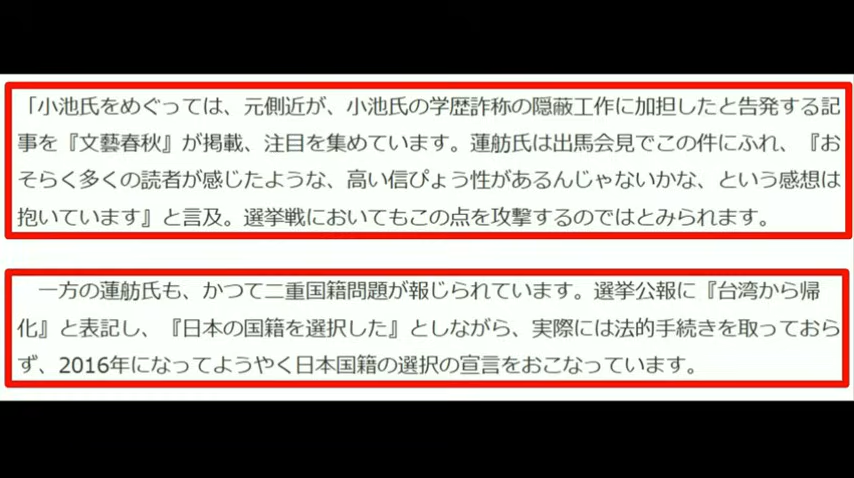 「小池氏をめぐっては、元側近が、小池氏の学歴詐称の隠蔽工作に加担したと告発する記
事を『文藝春秋』が掲載、注目を集めています。蓮舫氏は出馬会見でこの件にふれ、『お
そらく多くの読者が感じたような、高い信ぴょう性があるんじゃないかな、という感想は
抱いています』と言及。選挙戦においてもこの点を攻撃するのではとみられます。
一方の蓮舫氏も、かつて二重国籍問題が報じられています。選挙公報に『台湾から帰
化』と表記し、『日本の国籍を選択した』としながら、実際には法的手続きを取っておら
ず、2016年になってようやく日本国籍の選択の宣言をおこなっています。